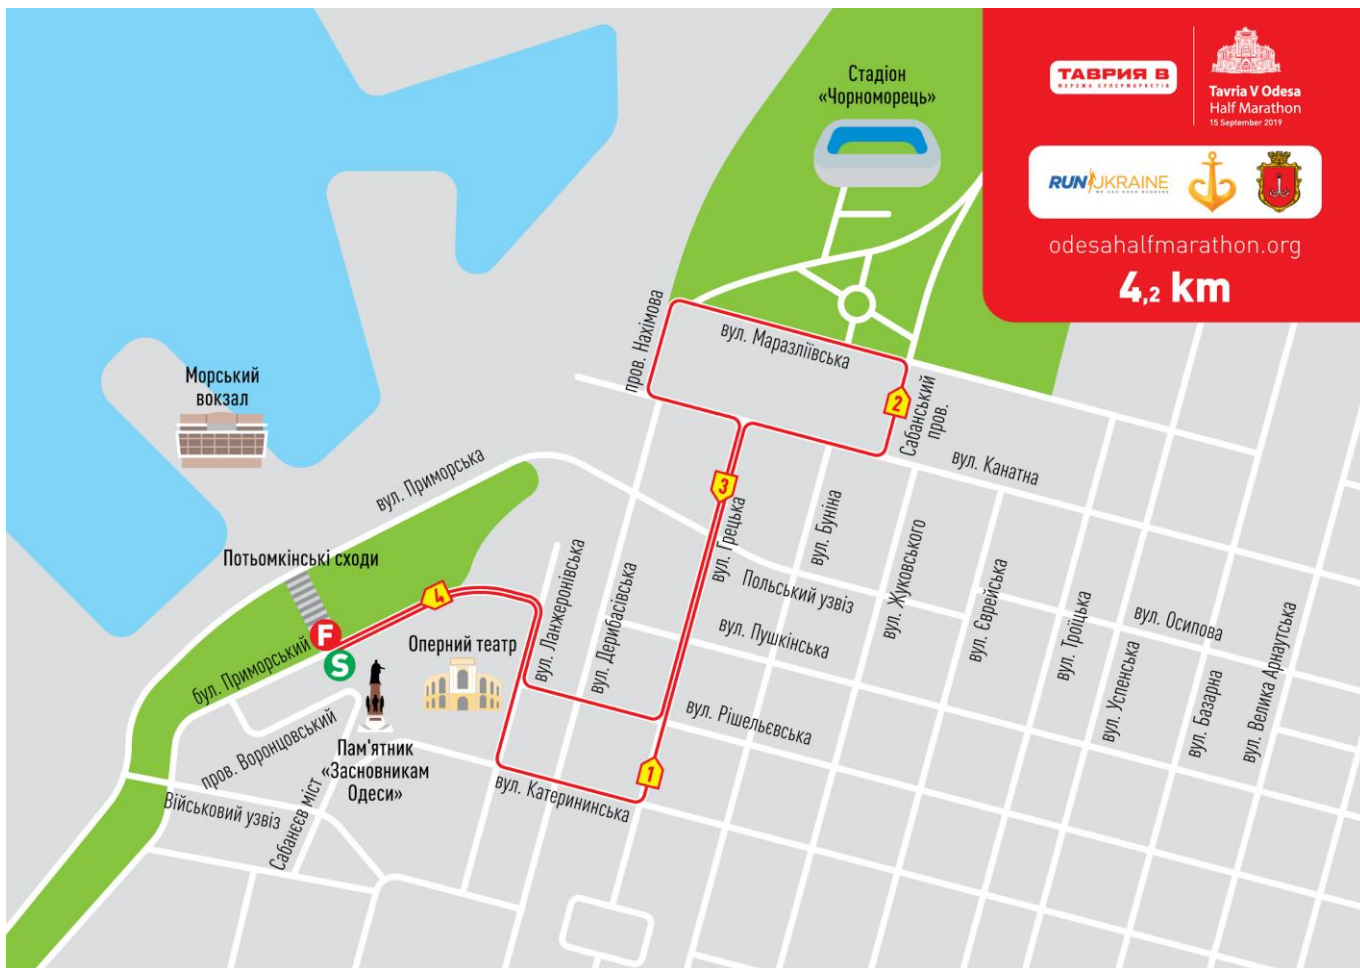 Стадіон
«Чорноморець»
ТАВРИЯ В
МЕРЕЖА СУПЕРМАРКЕТІВ
Tavria V Odesa
Half Marathon
15 September 2019
RUN UKRAINE
odesahalfmarathon.org
4,2 km
пров. Нахімова
вул. Маразліївська
Сабанський
пров.
2
Морський
вокзал
вул. Приморська
вул. Канатна
3
вул. Грецька
вул. Буніна
вул. Жуковського
вул. Єврейська
вул. Троїцька
вул. Успенська
вул. Базарна
вул. Велика Арнаутська
вул. Осипова
Польський узвіз
вул. Пушкінська
вул. Рішельєвська
Потьомкінські сходи
4
F
S
бул. Приморський
Оперний театр
вул. Ланжеронівська
вул. Дерибасівська
пров. Воронцовський
Пам'ятник
«Засновникам
Одеси»
1
вул. Катерининська
Військовий узвіз
Сабанєєв міст